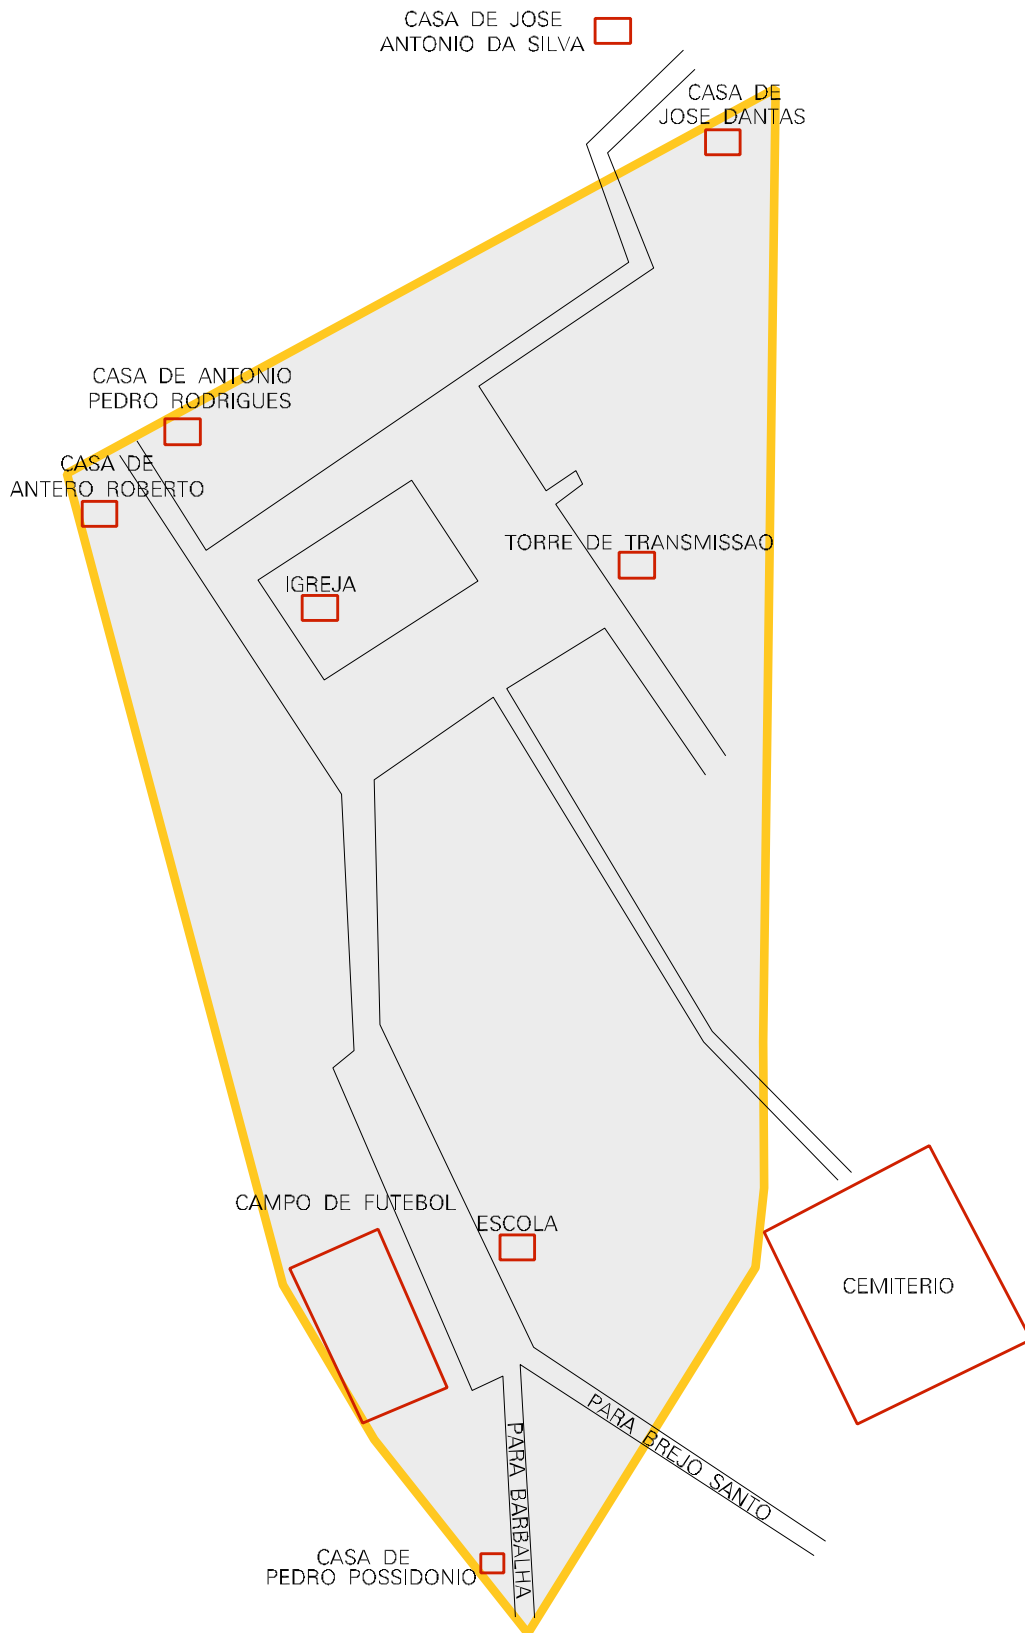 CASA DE JOSE
ANTONIO DA SILVA
CASA DE
JOSE DANTAS
CASA DE ANTONIO
PEDRO RODRIGUES
CASA DE
ANTERO ROBERTO
TORRE DE TRANSMISSAO
IGREJA
CAMPO DE FUTEBOL
ESCOLA
CEMITERIO
PARA BREJO SANTO
PARA BARBALHA
CASA DE
PEDRO POSSIDONIO